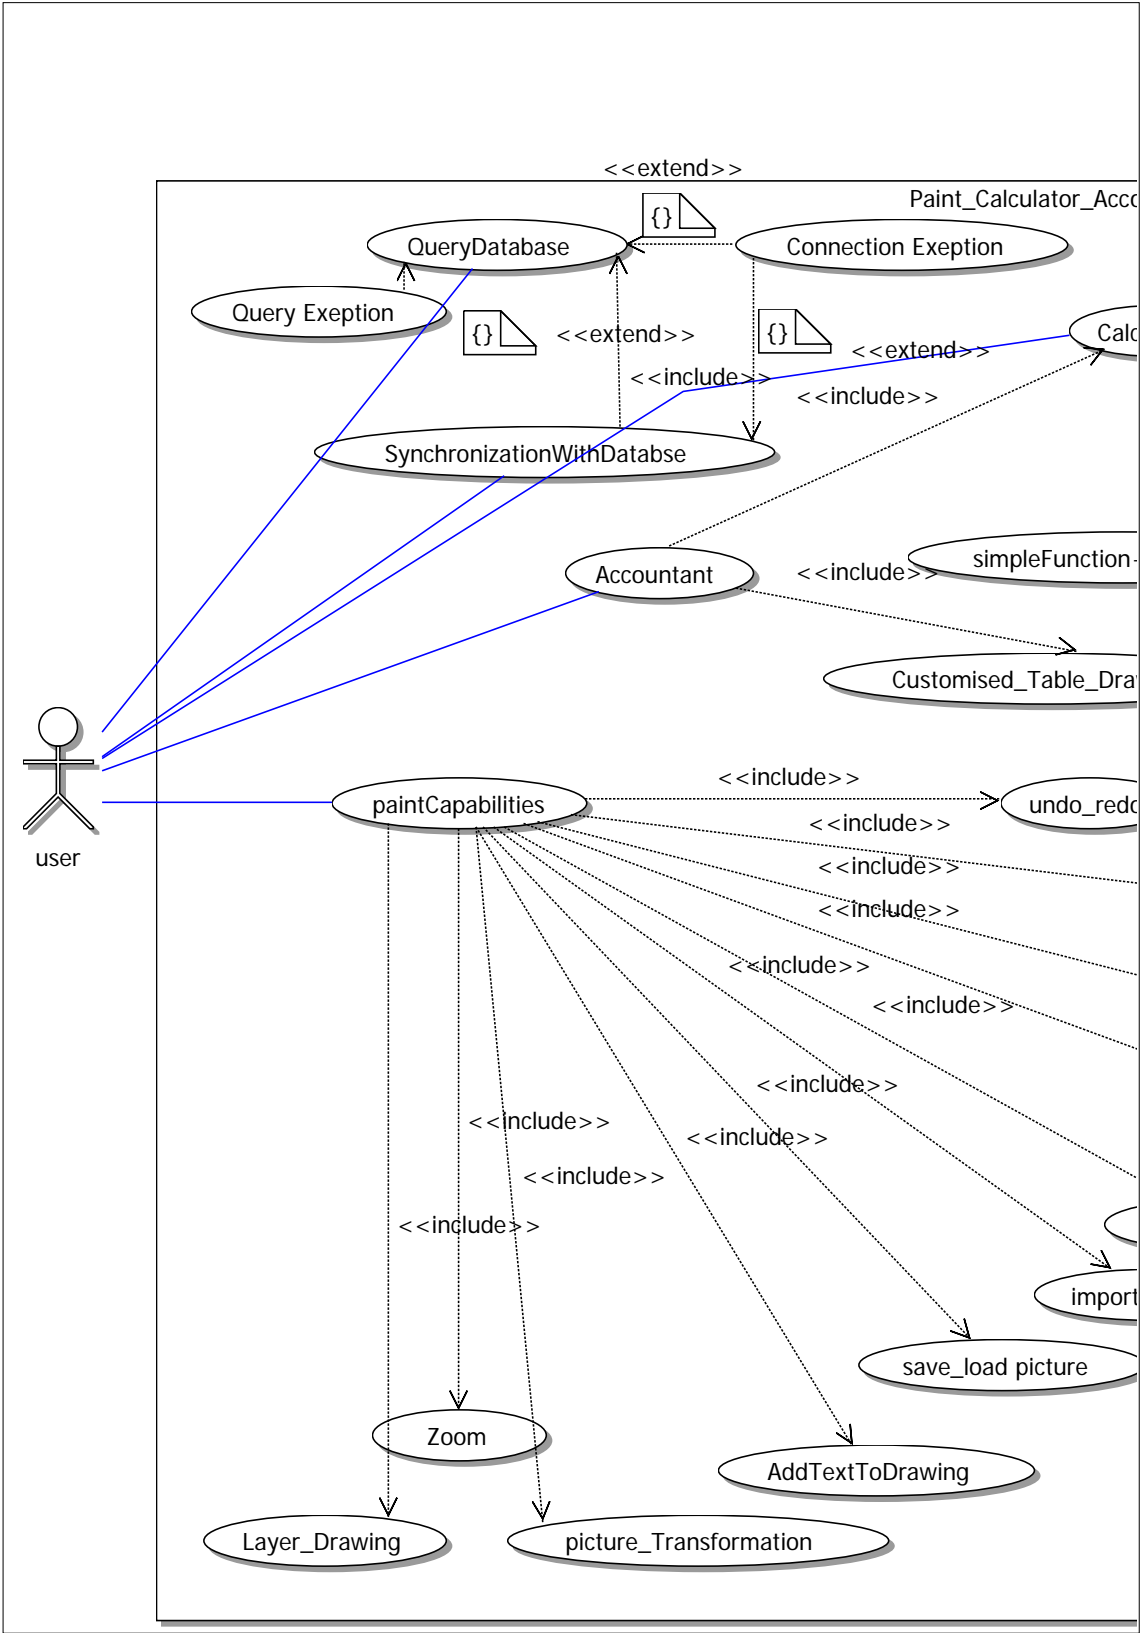 <<extend>>
Paint_Calculator_Acco
{}
QueryDatabase
Connection Exeption
Query Exeption
{}
{}
<<extend>>
Calc
<<extend>>
<<include>>
<<include>>
SynchronizationWithDatabse
simpleFunction-
Accountant
<<include>>
Customised_Table_Dra
<<include>>
paintCapabilities
undo_redo
<<include>>
user
<<include>>
<<include>>
<<include>>
<<include>>
<<include>>
<<include>>
<<include>>
<<include>>
<<include>>
import
save_load picture
Zoom
AddTextToDrawing
Layer_Drawing
picture_Transformation